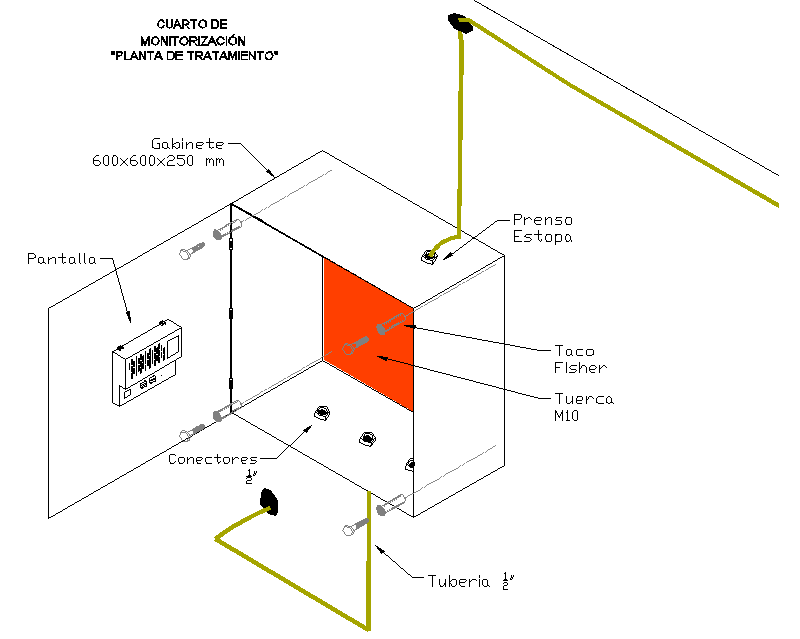 CUARTO DE
MONITORIZACIÓN
"PLANTA DE TRATAMIENTO"
Gabinete
600x600x250 mm
Prenso
Estopa
Pantalla
Taco
FIsher
Tuerca
M10
Conectores
½"
Tuberia ½"